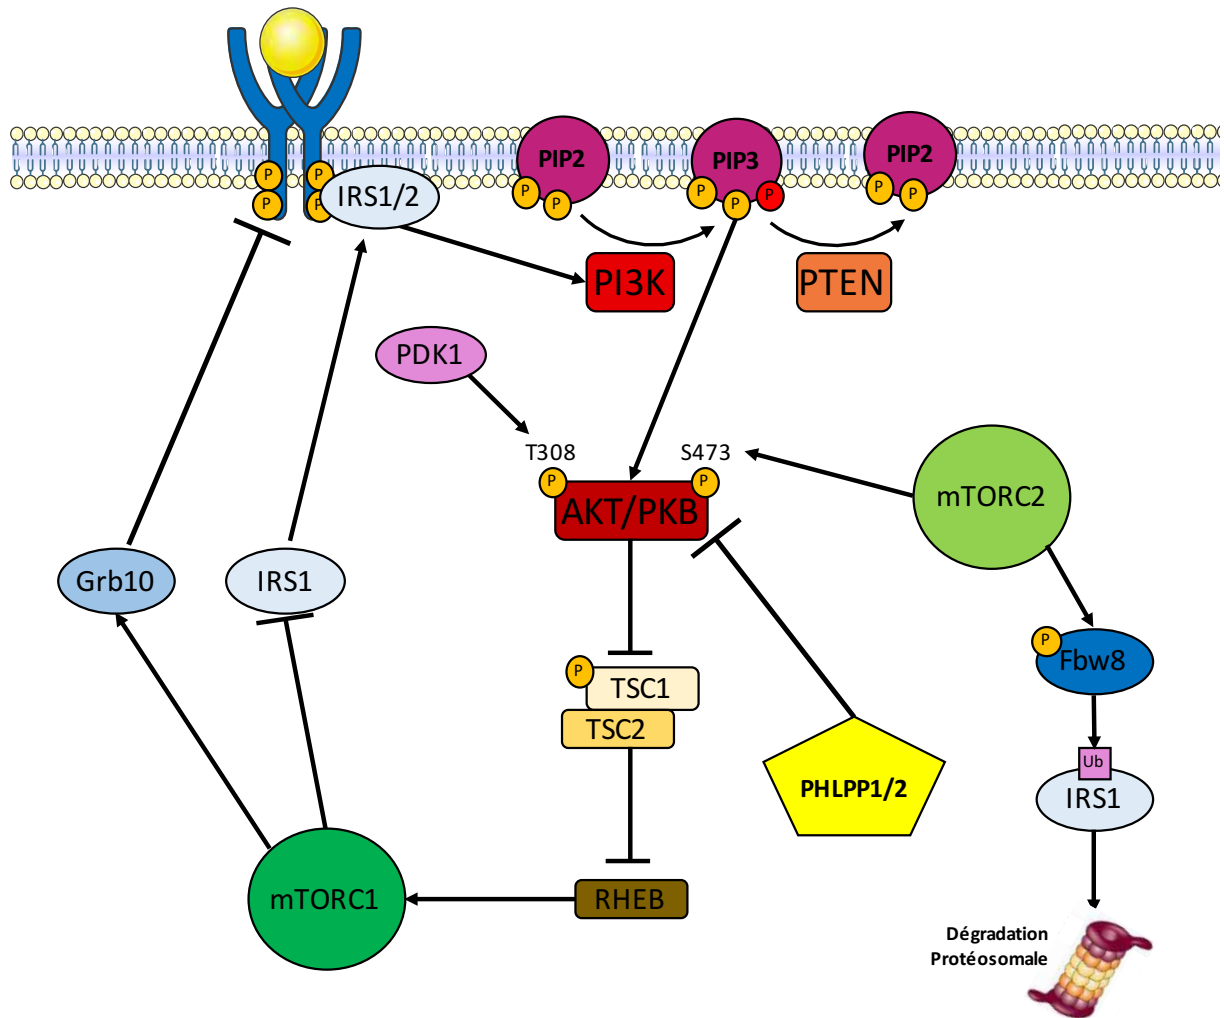 PIP2
PIP3
PIP2
P
P
P
P
IRS1/2
P
P
P
P
P
P
P
PI3K
PTEN
PDK1
T308
S473
P
P
AKT/PKB
mTORC2
Grb10
IRS1
P
Fbw8
P
TSC1
TSC2
Ub
IRS1
PHLPP1/2
mTORC1
RHEB
Dégradation
Protéosomale